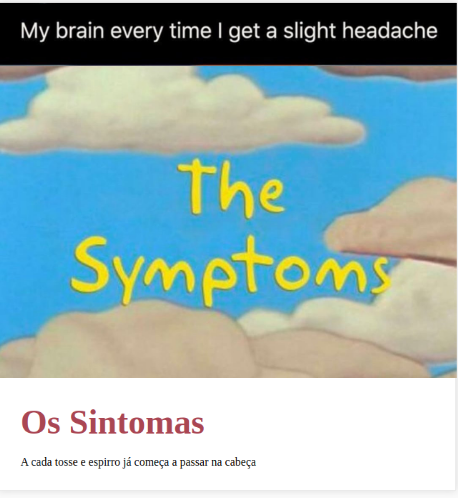 My brain every time I get a slight headache
The
Symptoms
Os Sintomas
A cada tosse e espirro já começa a passar na cabeça